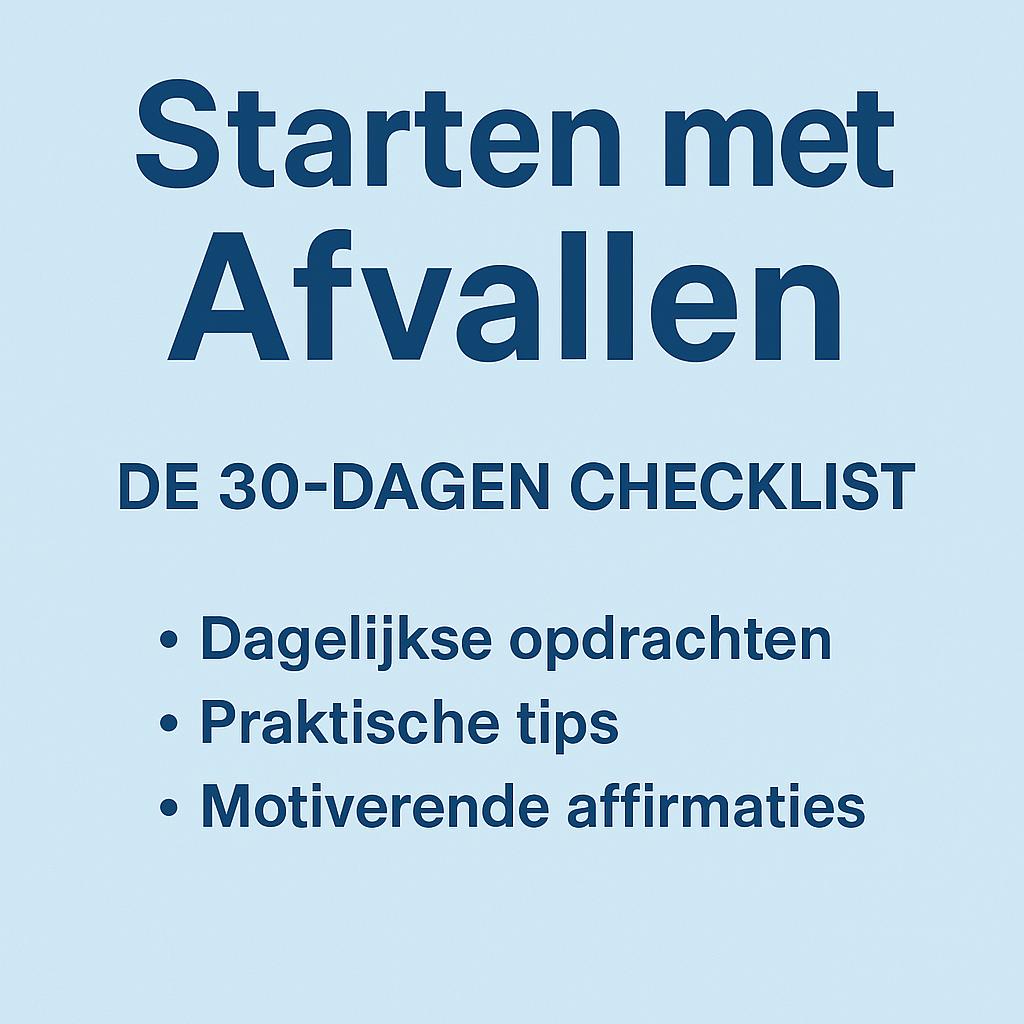 Starten met
Afvallen
DE 30-DAGEN CHECKLIST
• Dagelijkse opdrachten
• Praktische tips
• Motiverende affirmaties